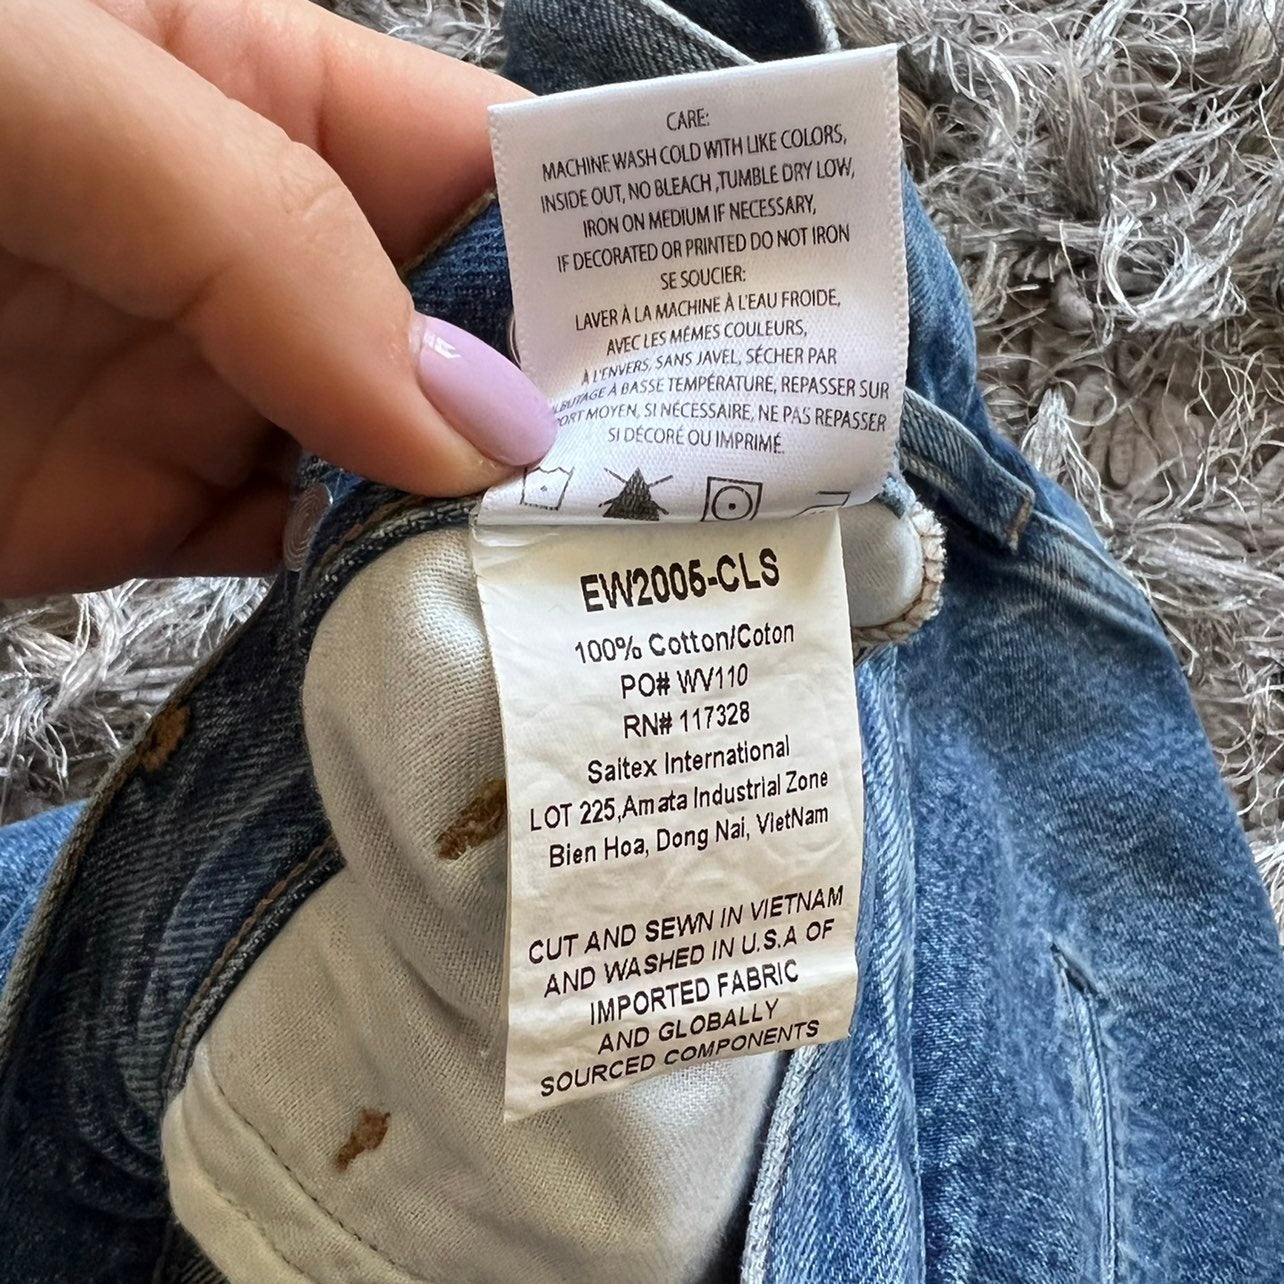 CARE:
MACHINE WASH COLD WITH LIKE COLORS,
INSIDE OUT, NO BLEACH ,TUMBLE DRY LOW,
IRON ON MEDIUM IF NECESSARY,
IF DECORATED OR PRINTED DO NOT IRON
SE SOUCIER:
LAVER À LA MACHINE À L'EAU FROIDE,
AVEC LES MÊMES COULEURS,
À L'ENVERS, SANS JAVEL, SÉCHER PAR
À BASSE TEMPÉRATURE, REPASSER SUR
MOYEN, SI NÉCESSAIRE, NE PAS REPASSER
SI DÉCORÉ OU IMPRIMÉ.
EW2005-CLS
100% Cotton/Coton
PO# WV110
RN# 117328
Saitex International
LOT 225,Amata Industrial Zone
Bien Hoa, Dong Nai, VietNam
CUT AND SEWN IN VIETNAM
AND WASHED IN U.S.A OF
IMPORTED FABRIC
AND GLOBALLY
SOURCED COMPONENTS